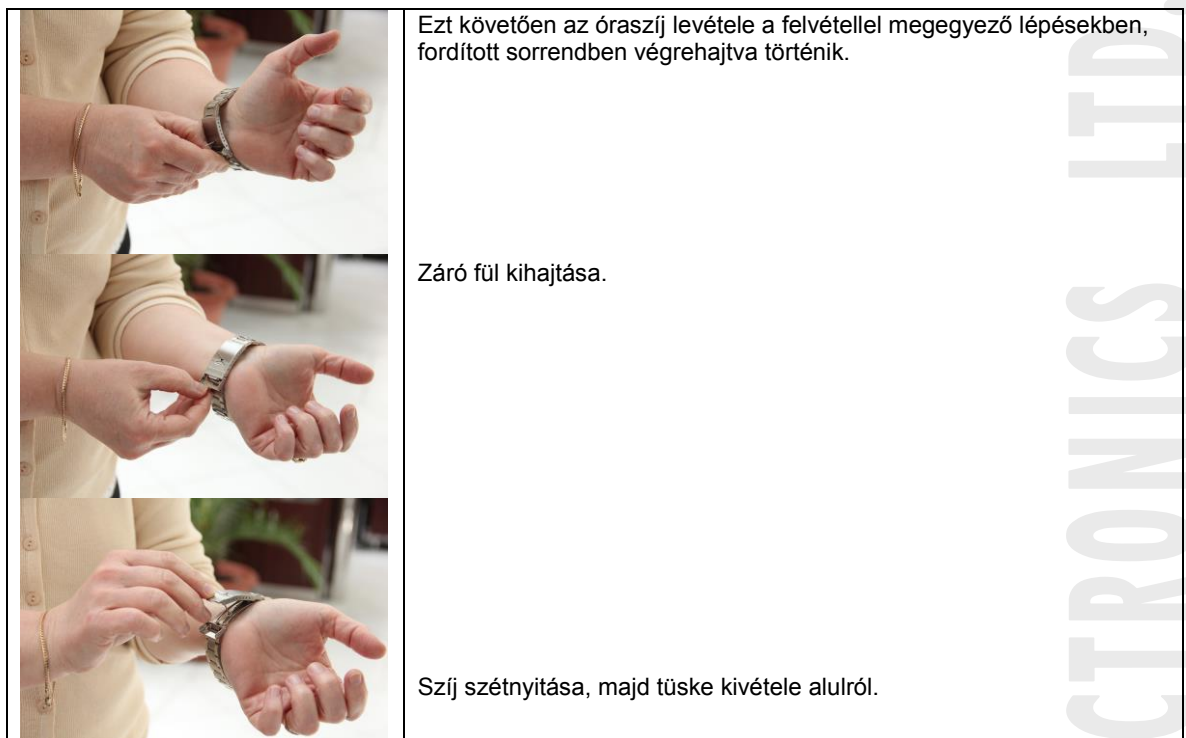 Ezt követően az óraszíj levétele a felvétellel megegyező lépésekben,
fordított sorrendben végrehajtva történik.
Záró fül kihajtása.
Szíj szétnyitása, majd tüske kivétele alulról.
CTRONICS LTD.